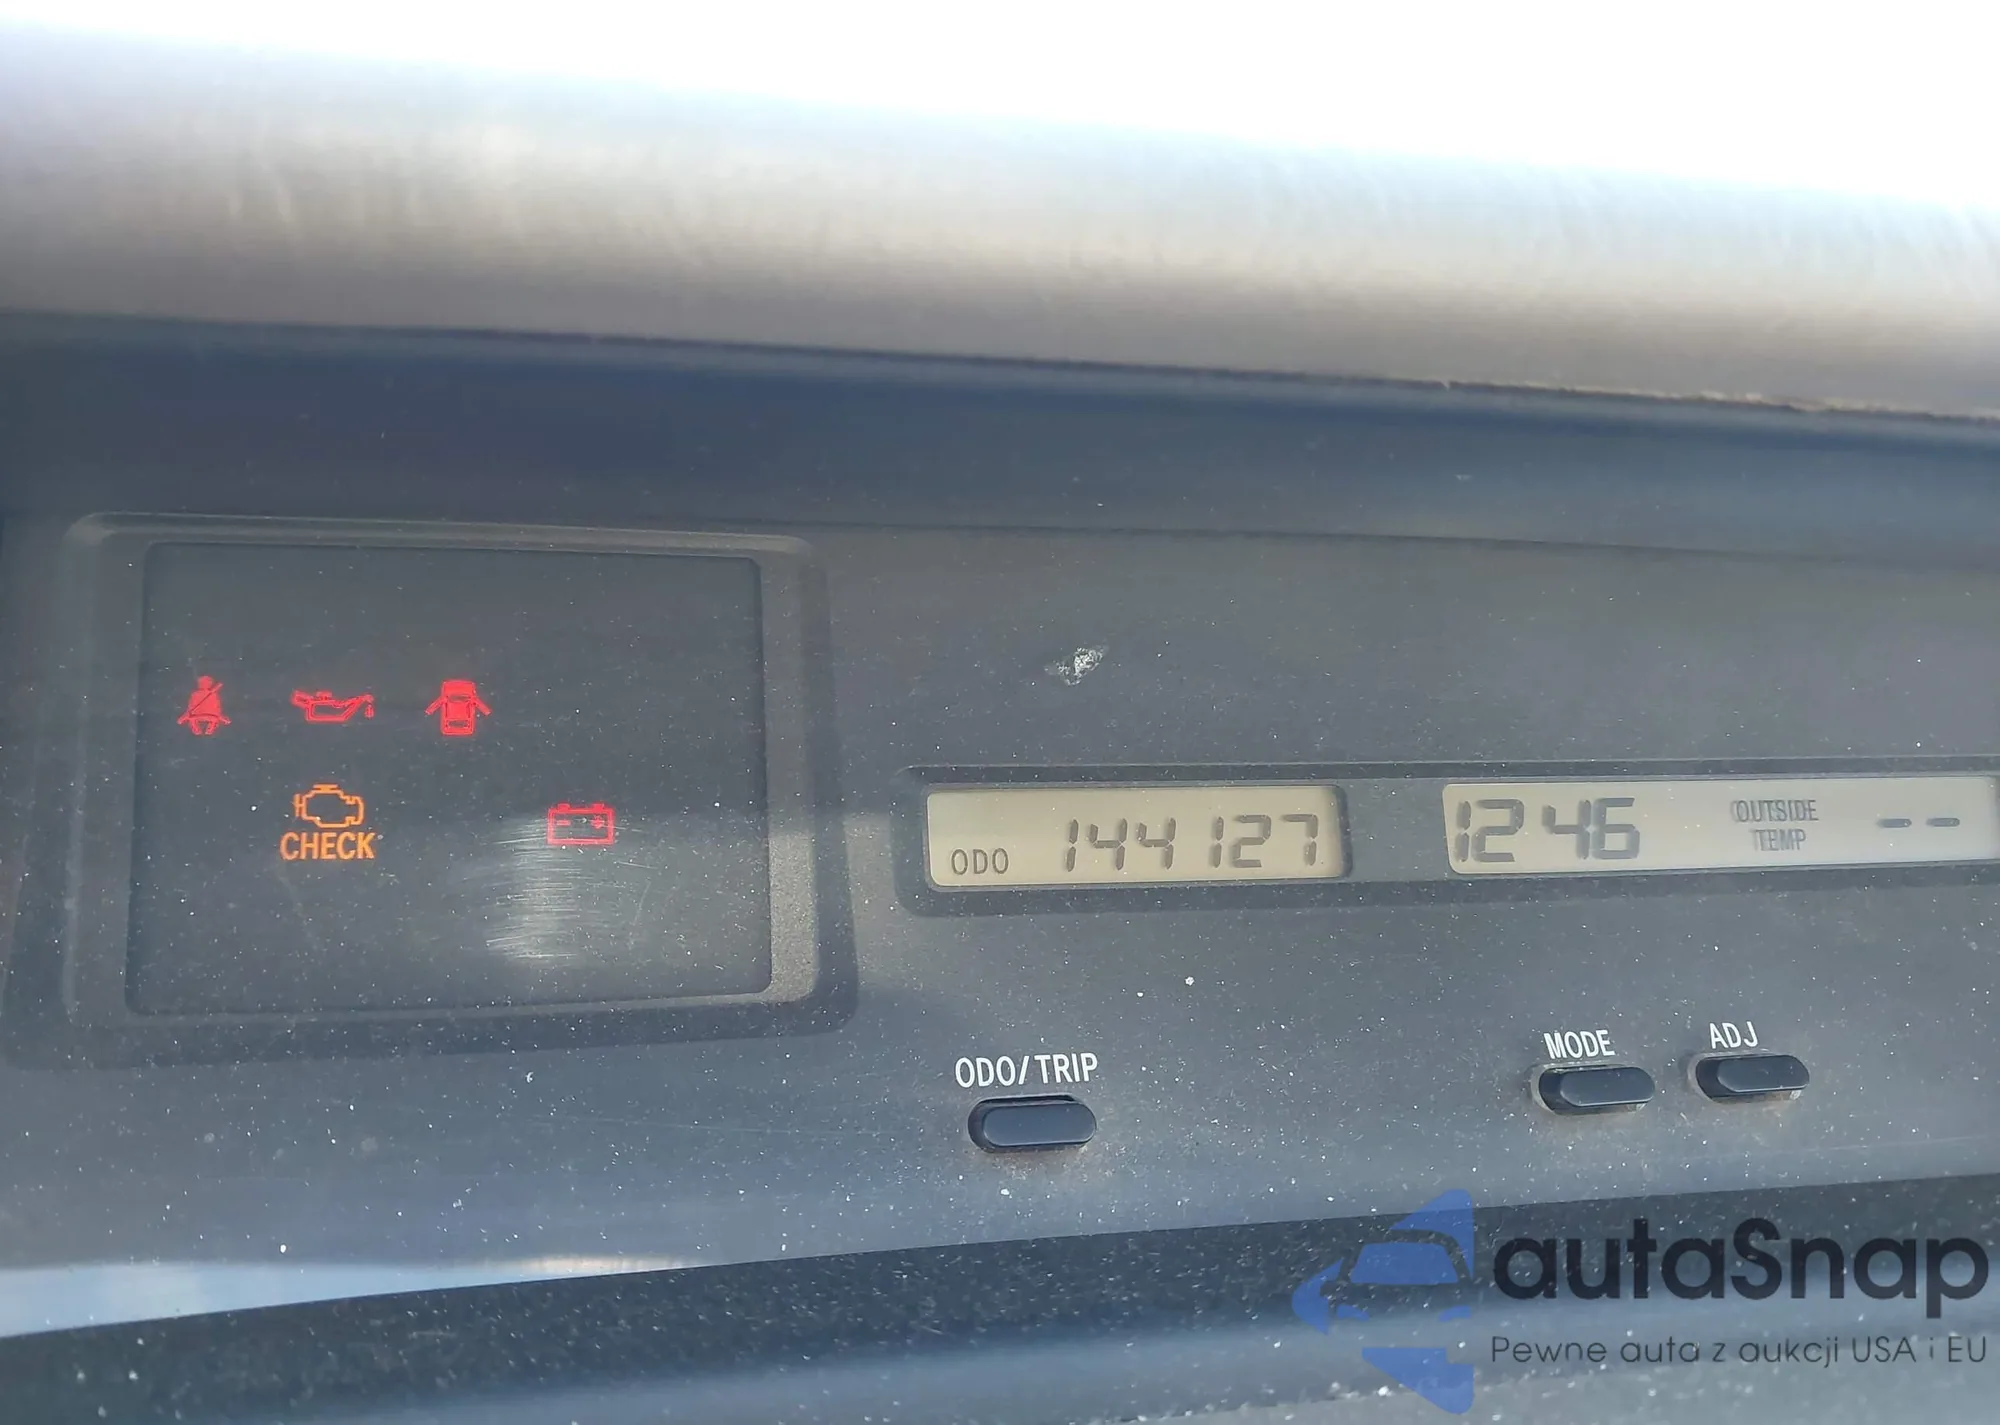 CHECK
ODO 144127
1246 OUTSIDE TEMP --
ODO/TRIP
MODE
ADJ
autaSnap
Pewne auta z aukcji USA i EU